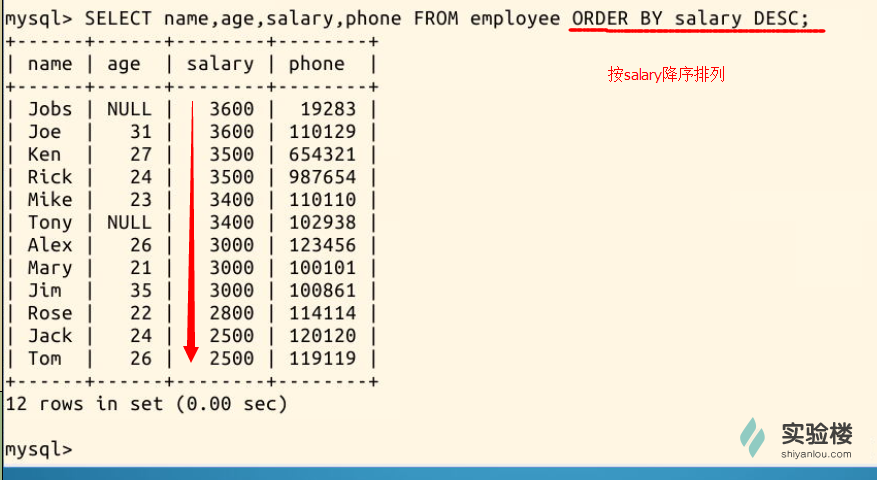 mysql> SELECT name,age,salary,phone FROM employee ORDER BY salary DESC;
+------+------+--------+--------+
| name | age  | salary | phone  |
+------+------+--------+--------+
| Jobs | NULL |   3600 |  19283 |
| Joe  |   31 |   3600 | 110129 |
| Ken  |   27 |   3500 | 654321 |
| Rick |   24 |   3500 | 987654 |
| Mike |   23 |   3400 | 110110 |
| Tony | NULL |   3400 | 102938 |
| Alex |   26 |   3000 | 123456 |
| Mary |   21 |   3000 | 100101 |
| Jim  |   35 |   3000 | 100861 |
| Rose |   22 |   2800 | 114114 |
| Jack |   24 |   2500 | 120120 |
| Tom  |   26 |   2500 | 119119 |
+------+------+--------+--------+
12 rows in set (0.00 sec)
mysql>
按salary降序排列
实验楼
shiyanlou.com